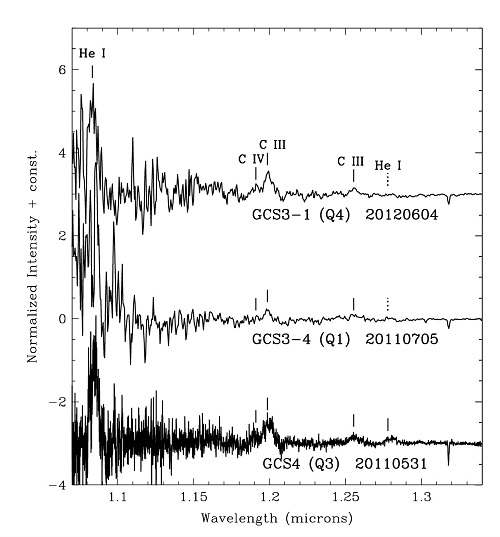 He I
C III
C IV
C III
He I
GCS3-1 (Q4) 20120604
GCS3-4 (Q1) 20110705
GCS4 (Q3) 20110531
6
4
2
0
-2
-4
1.1
1.15
1.2
1.25
1.3
Normalized Intensity + const.
Wavelength (microns)